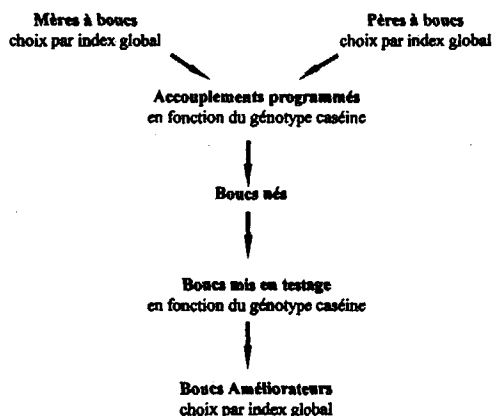 Mères à boucs
choix par index global
Pères à boucs
choix par index global
Accouplements programmés
en fonction du génotype caséine
Boucs nés
Boucs mis en testage
en fonction du génotype caséine
Boucs Améliorateurs
choix par index global